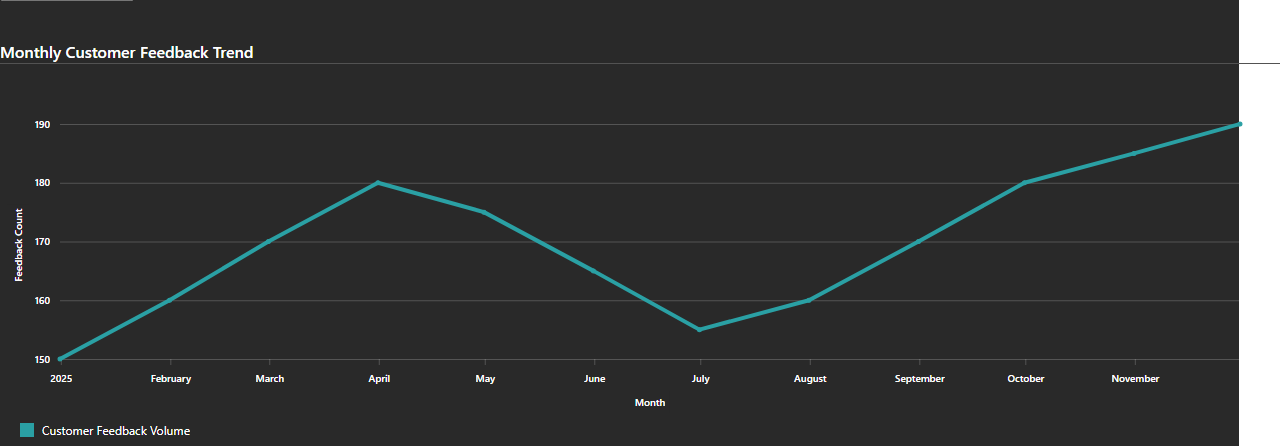 Monthly Customer Feedback Trend
190
180
170
160
150
Feedback Count
2025 February March April May June July August September October November
Month
Customer Feedback Volume